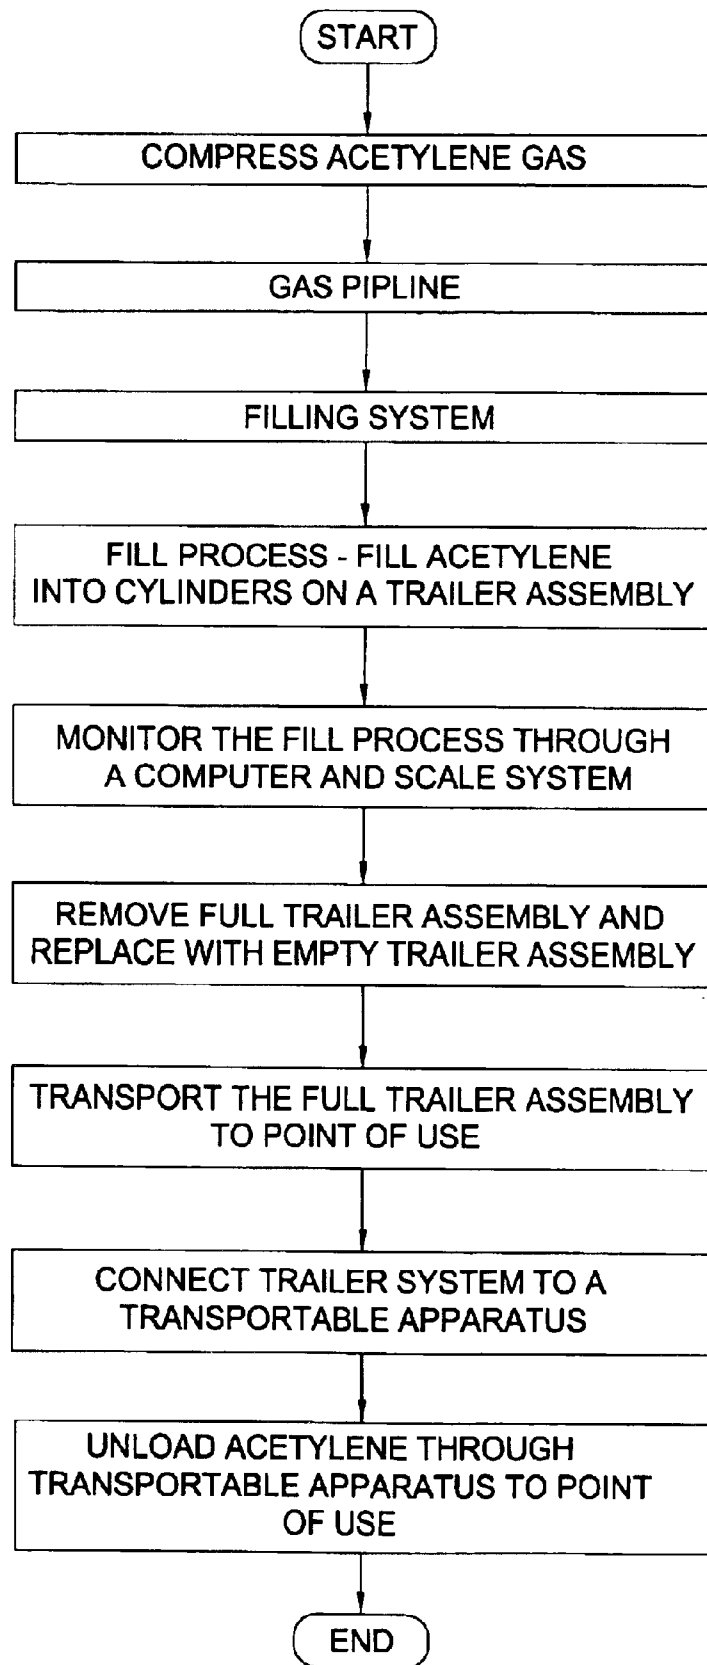 START
COMPRESS ACETYLENE GAS
GAS PIPLINE
FILLING SYSTEM
FILL PROCESS - FILL ACETYLENE
INTO CYLINDERS ON A TRAILER ASSEMBLY
MONITOR THE FILL PROCESS THROUGH
A COMPUTER AND SCALE SYSTEM
REMOVE FULL TRAILER ASSEMBLY AND
REPLACE WITH EMPTY TRAILER ASSEMBLY
TRANSPORT THE FULL TRAILER ASSEMBLY
TO POINT OF USE
CONNECT TRAILER SYSTEM TO A
TRANSPORTABLE APPARATUS
UNLOAD ACETYLENE THROUGH
TRANSPORTABLE APPARATUS TO POINT
OF USE
END